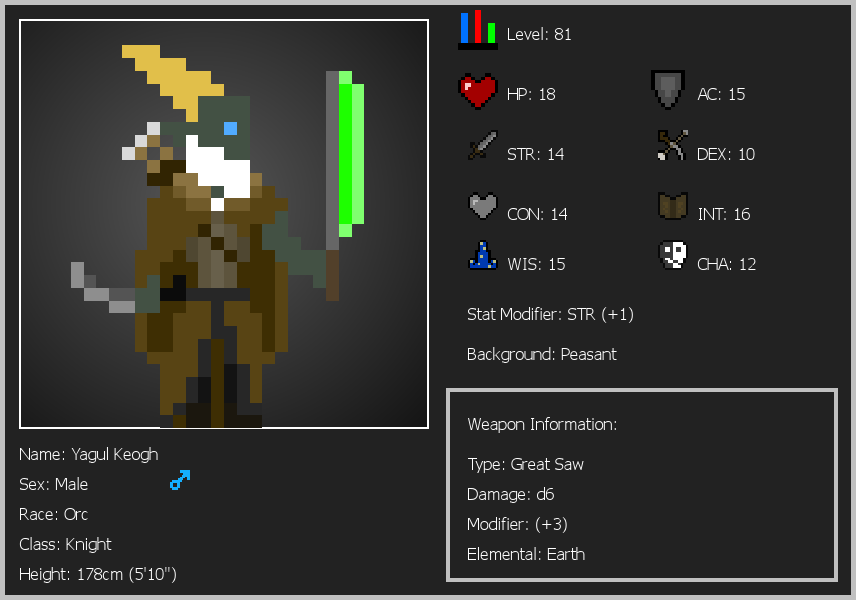 Level: 81
HP: 18
AC: 15
STR: 14
DEX: 10
CON: 14
INT: 16
WIS: 15
CHA: 12
Stat Modifier: STR (+1)
Background: Peasant
Weapon Information:
Type: Great Saw
Damage: d6
Modifier: (+3)
Elemental: Earth
Name: Yagul Keogh
Sex: Male
Race: Orc
Class: Knight
Height: 178cm (5'10")